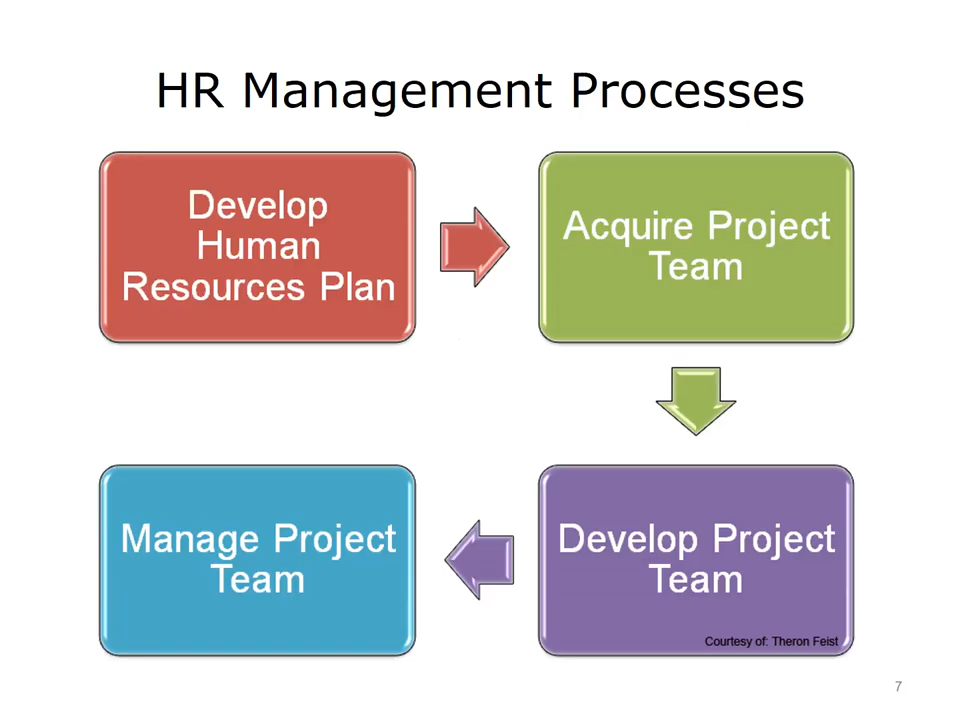 HR Management Processes
Develop
Human
Resources Plan
Acquire Project
Team
Develop Project
Team
Courtesy of: Theron Feist
Manage Project
Team
7